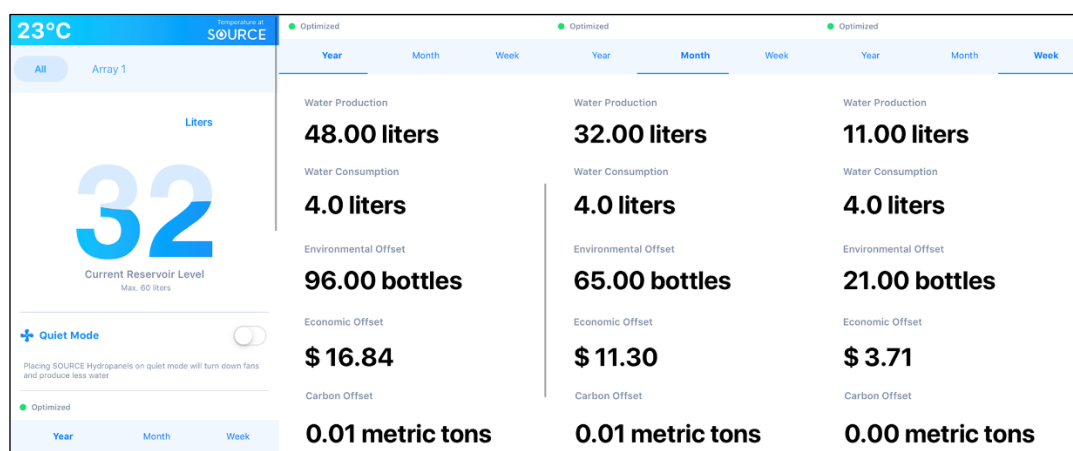 23°C
Temperature at
SOURCE
All
Array 1
Liters
32
Current Reservoir Level
Max. 60 liters
Quiet Mode
Placing SOURCE Hydropanels on quiet mode will turn down fans
and produce less water
Optimized
Year Month Week
Optimized
Year Month Week
Water Production
48.00 liters
Water Consumption
4.0 liters
Environmental Offset
96.00 bottles
Economic Offset
$ 16.84
Carbon Offset
0.01 metric tons
Optimized
Year Month Week
Water Production
32.00 liters
Water Consumption
4.0 liters
Environmental Offset
65.00 bottles
Economic Offset
$ 11.30
Carbon Offset
0.01 metric tons
Optimized
Year Month Week
Water Production
11.00 liters
Water Consumption
4.0 liters
Environmental Offset
21.00 bottles
Economic Offset
$ 3.71
Carbon Offset
0.00 metric tons